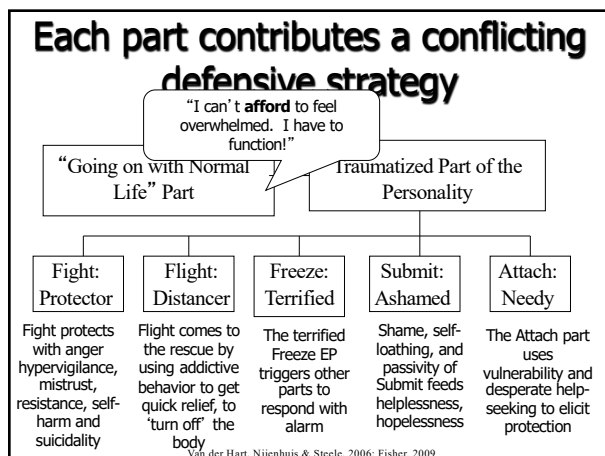 Each part contributes a conflicting
defensive strategy
“I can’t afford to feel
overwhelmed. I have to
function!”
“Going on with Normal
Life” Part
Traumatized Part of the
Personality
Fight:
Protector
Flight:
Distancer
Freeze:
Terrified
Submit:
Ashamed
Attach:
Needy
Fight protects
with anger
hypervigilance,
mistrust,
resistance, self-
harm and
suicidality
Flight comes to
the rescue by
using addictive
behavior to get
quick relief, to
‘turn off’ the
body
The terrified
Freeze EP
triggers other
parts to
respond with
alarm
Shame, self-
loathing, and
passivity of
Submit feeds
helplessness,
hopelessness
The Attach part
uses
vulnerability and
desperate help-
seeking to elicit
protection
Van der Hart, Nijenhuis & Steele, 2006; Fisher, 2009